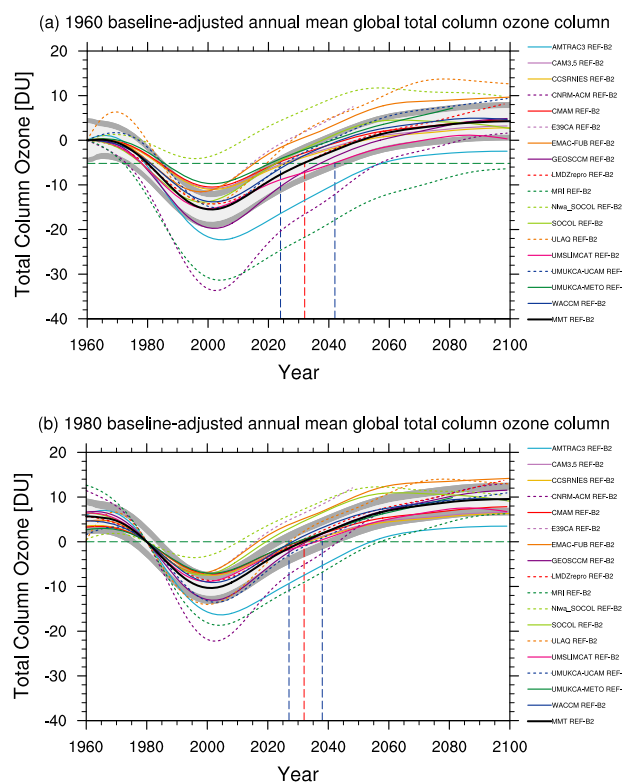 (a) 1960 baseline-adjusted annual mean global total column ozone column
20
10
0
-10
-20
-30
-40
Total Column Ozone [DU]
1960 1980 2000 2020 2040 2060 2080 2100
Year
AMTRAC3 REF-B2
CAM3,5 REF-B2
CCSRNIES REF-B2
CNRM-ACM REF-B2
CMAM REF-B2
E39CA REF-B2
EMAC-FUB REF-B2
GEOSCCM REF-B2
LMDZrepro REF-B2
MRI REF-B2
Niwa_SOCOL REF-B2
SOCOL REF-B2
ULAQ REF-B2
UMSLIMCAT REF-B2
UMUKCA-UCAM REF-
UMUKCA-METO REF-
WACCM REF-B2
MMT REF-B2
(b) 1980 baseline-adjusted annual mean global total column ozone column
20
10
0
-10
-20
-30
-40
Total Column Ozone [DU]
1960 1980 2000 2020 2040 2060 2080 2100
Year
AMTRAC3 REF-B2
CAM3,5 REF-B2
CCSRNIES REF-B2
CNRM-ACM REF-B2
CMAM REF-B2
E39CA REF-B2
EMAC-FUB REF-B2
GEOSCCM REF-B2
LMDZrepro REF-B2
MRI REF-B2
Niwa_SOCOL REF-B2
SOCOL REF-B2
ULAQ REF-B2
UMSLIMCAT REF-B2
UMUKCA-UCAM REF-
UMUKCA-METO REF-
WACCM REF-B2
MMT REF-B2